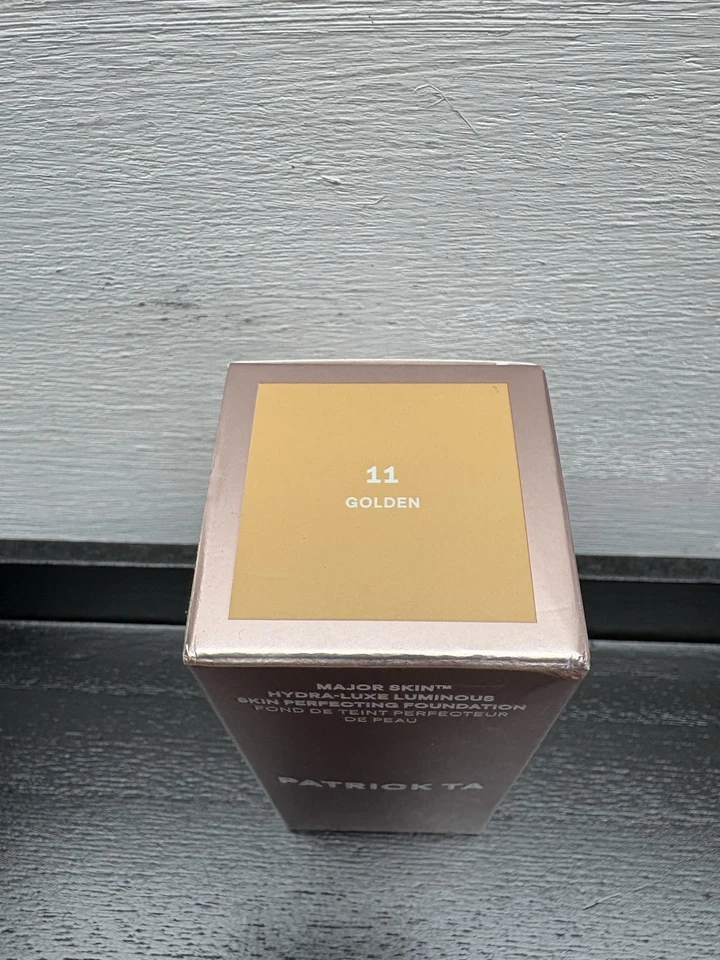 11
GOLDEN
MAJOR SKIN™
HYDRA-LUXE LUMINOUS
SKIN PERFECTING FOUNDATION
FOND DE TEINT PERFECTEUR
DE PEAU
PATRICK TA